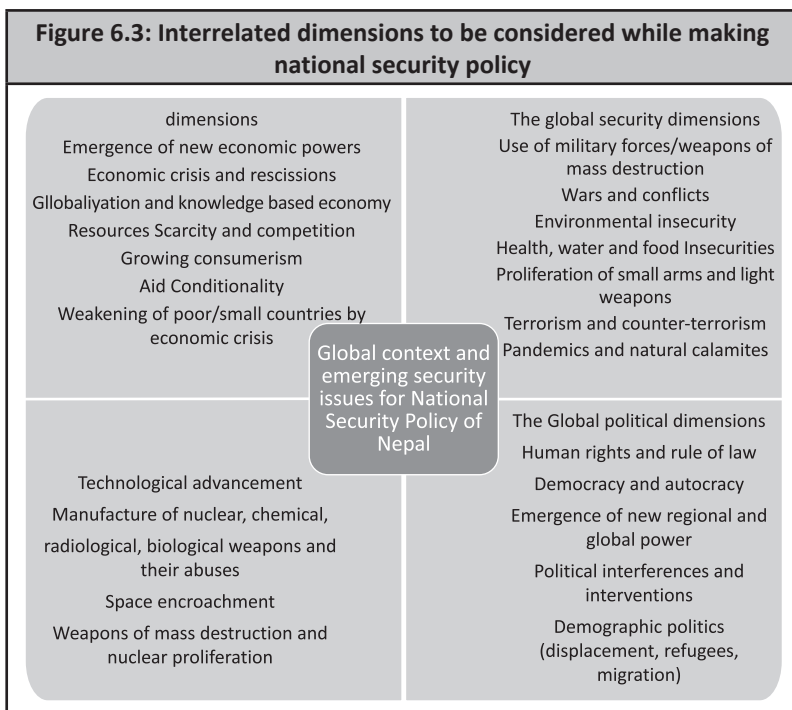 Figure 6.3: Interrelated dimensions to be considered while making
national security policy
dimensions
Emergence of new economic powers
Economic crisis and rescissions
Gllobaliyation and knowledge based economy
Resources Scarcity and competition
Growing consumerism
Aid Conditionality
Weakening of poor/small countries by
economic crisis
The global security dimensions
Use of military forces/weapons of
mass destruction
Wars and conflicts
Environmental insecurity
Health, water and food Insecurities
Proliferation of small arms and light
weapons
Terrorism and counter-terrorism
Pandemics and natural calamites
Global context and
emerging security
issues for National
Security Policy of
Nepal
Technological advancement
Manufacture of nuclear, chemical,
radiological, biological weapons and
their abuses
Space encroachment
Weapons of mass destruction and
nuclear proliferation
The Global political dimensions
Human rights and rule of law
Democracy and autocracy
Emergence of new regional and
global power
Political interferences and
interventions
Demographic politics
(displacement, refugees,
migration)